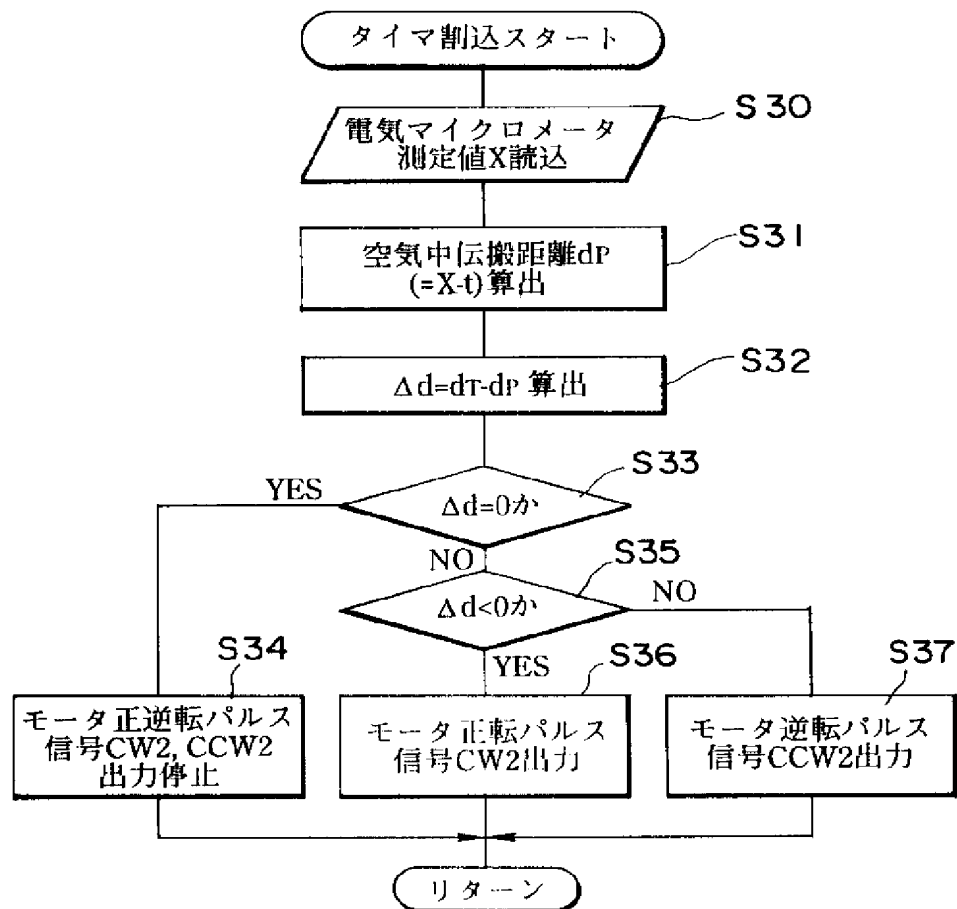 タイマ割込スタート
S30
電気マイクロメータ
測定値X読込
S31
空気中伝搬距離dP
(=X-t)算出
S32
Δd=dT-dP 算出
S33
YES
Δd=0か
NO
S35
Δd<0か
NO
YES
S34
モータ正逆転パルス
信号CW2, CCW2
出力停止
S36
モータ正転パルス
信号CW2出力
S37
モータ逆転パルス
信号CCW2出力
リターン